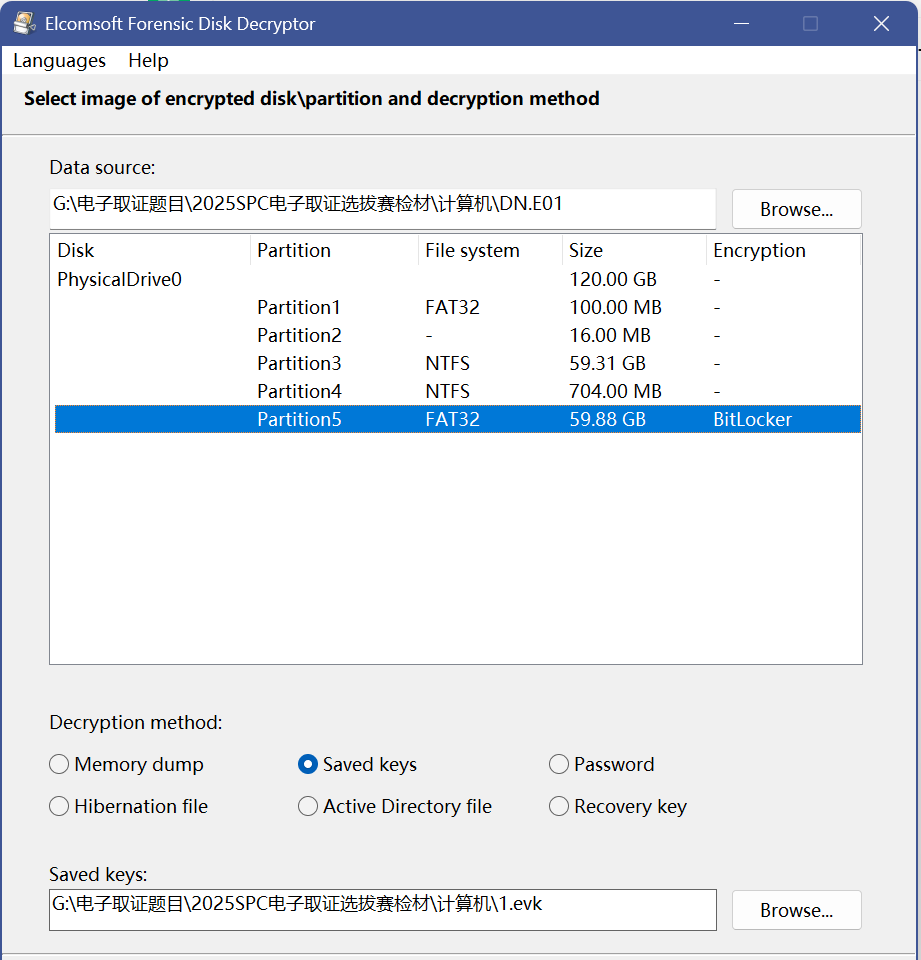 Elcomsoft Forensic Disk Decryptor
Languages Help
Select image of encrypted disk\partition and decryption method
Data source:
G:\电子取证题目\2025SPC电子取证选拔赛检材\计算机\DN.E01 Browse...
Disk Partition File system Size Encryption
PhysicalDrive0 120.00 GB -
Partition1 FAT32 100.00 MB -
Partition2 - 16.00 MB -
Partition3 NTFS 59.31 GB -
Partition4 NTFS 704.00 MB -
Partition5 FAT32 59.88 GB BitLocker
Decryption method:
Memory dump Saved keys Password
Hibernation file Active Directory file Recovery key
Saved keys:
G:\电子取证题目\2025SPC电子取证选拔赛检材\计算机\1.evk Browse...